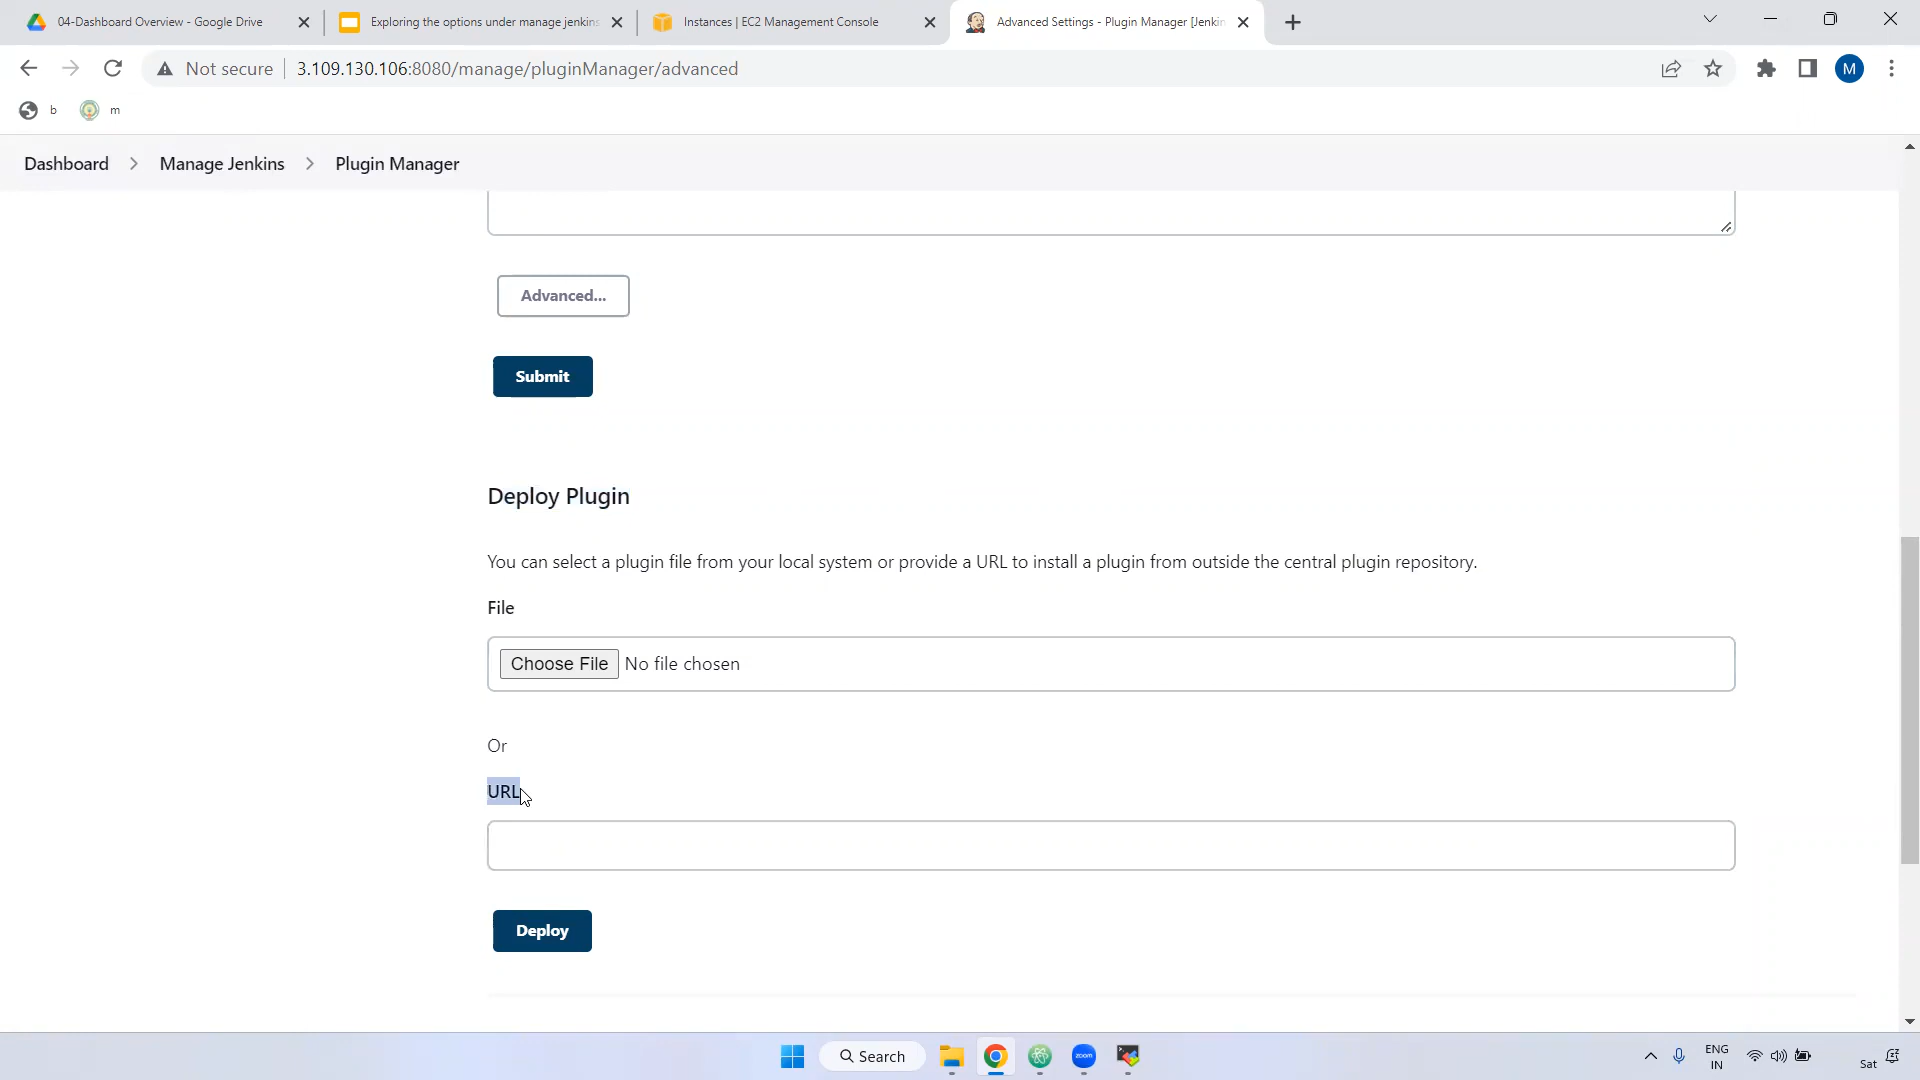 04-Dashboard Overview - Google Drive
Exploring the options under manage jenkins
Instances | EC2 Management Console
Advanced Settings - Plugin Manager [Jenkin
Not secure
3.109.130.106:8080/manage/pluginManager/advanced
M
b
m
Dashboard
Manage Jenkins
Plugin Manager
Advanced...
Submit
Deploy Plugin
You can select a plugin file from your local system or provide a URL to install a plugin from outside the central plugin repository.
File
Choose File No file chosen
Or
URL
Deploy
Search
zoom
ENG
IN
Sat